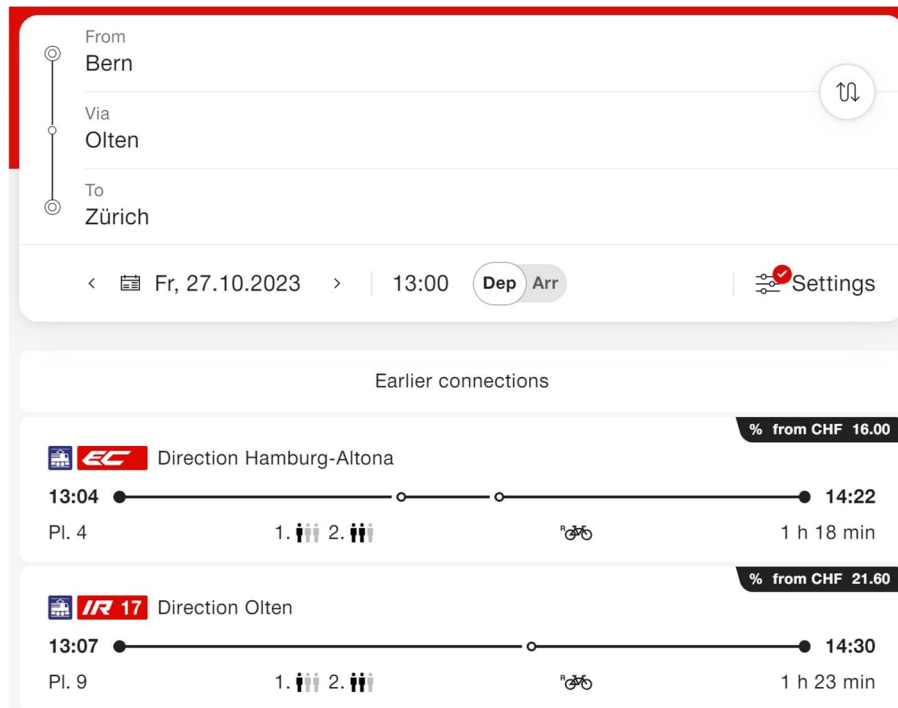 From
Bern
Via
Olten
To
Zürich
Fr, 27.10.2023 13:00 Dep Arr Settings
Earlier connections
% from CHF 16.00
EC Direction Hamburg-Altona
13:04 14:22
Pl. 4 1. 2. R 1 h 18 min
% from CHF 21.60
IR 17 Direction Olten
13:07 14:30
Pl. 9 1. 2. R 1 h 23 min